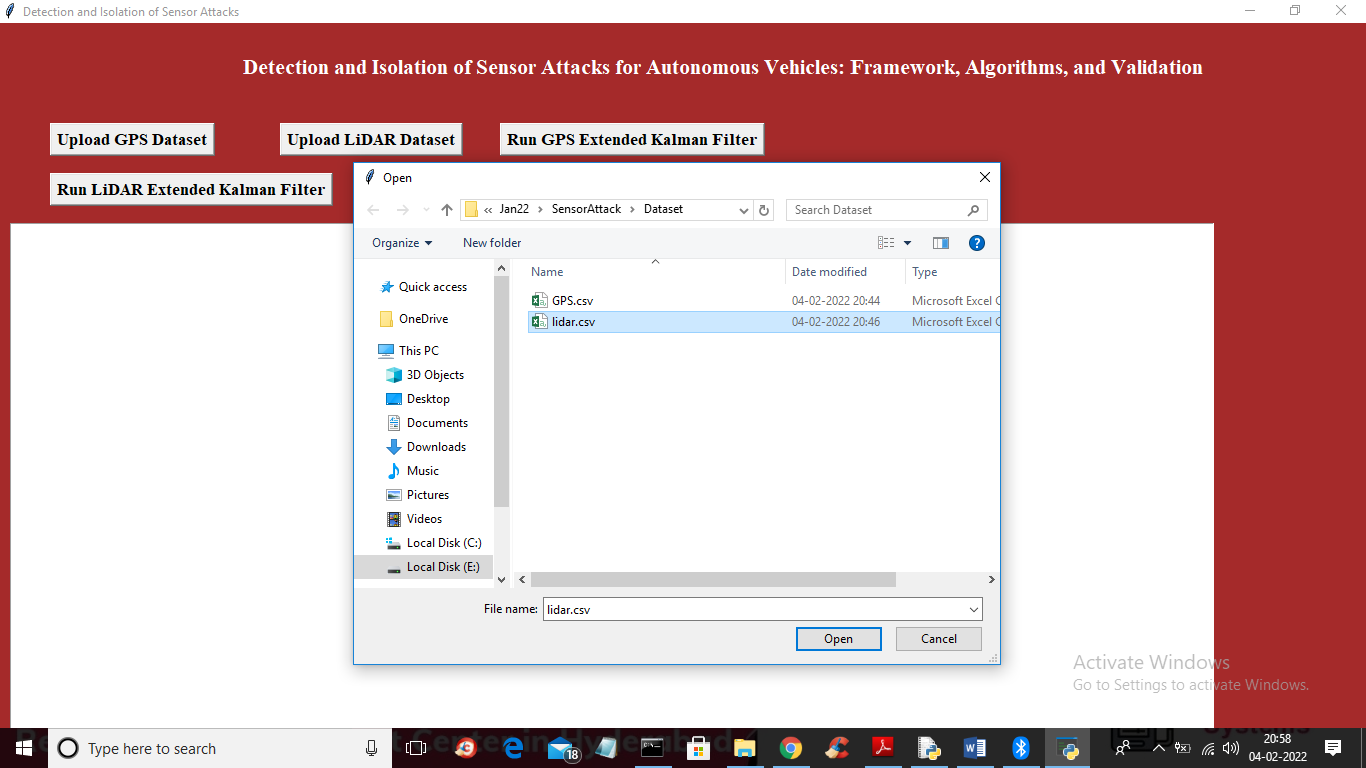 Detection and Isolation of Sensor Attacks
Detection and Isolation of Sensor Attacks for Autonomous Vehicles: Framework, Algorithms, and Validation
Upload GPS Dataset
Upload LiDAR Dataset
Run GPS Extended Kalman Filter
Run LiDAR Extended Kalman Filter
Open
« Jan22 > SensorAttack > Dataset
Search Dataset
Organize
New folder
Name
Date modified
Type
Quick access
OneDrive
This PC
3D Objects
Desktop
Documents
Downloads
Music
Pictures
Videos
Local Disk (C:)
Local Disk (E:)
GPS.csv 04-02-2022 20:44 Microsoft Excel C
lidar.csv 04-02-2022 20:46 Microsoft Excel C
File name: lidar.csv
Open
Cancel
Activate Windows
Go to Settings to activate Windows.
Type here to search
18
20:58
04-02-2022
Systems